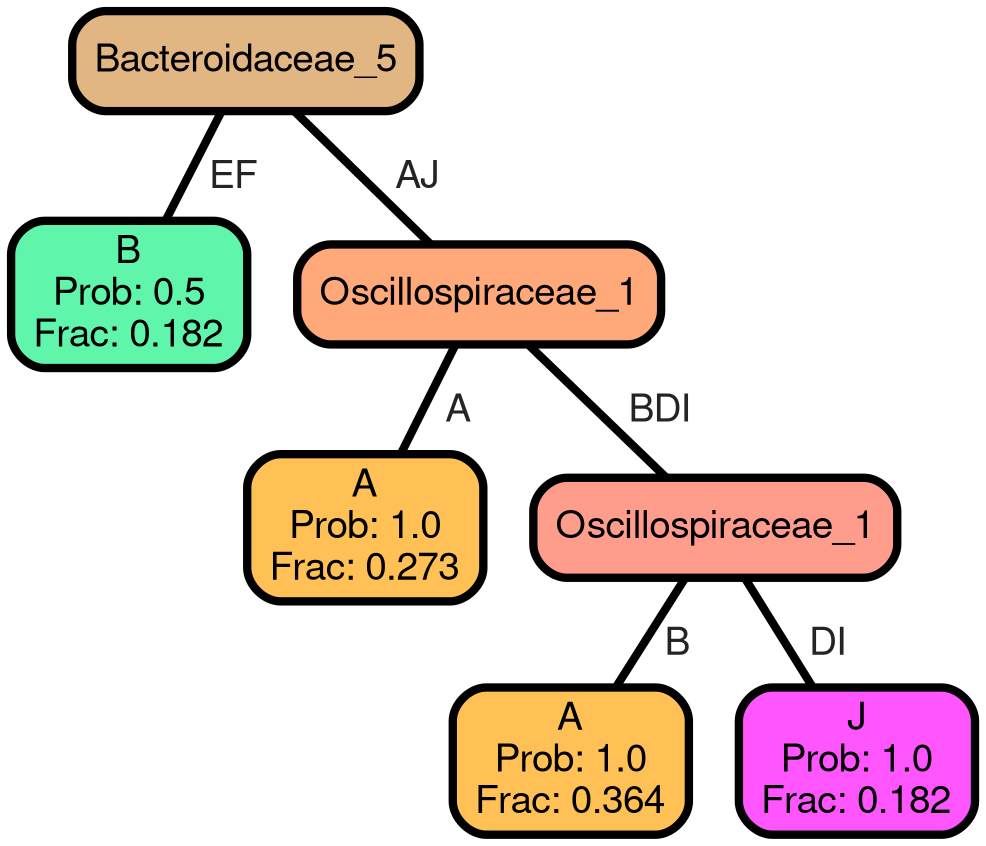 Bacteroidaceae_5
EF
AJ
B
Prob: 0.5
Frac: 0.182
Oscillospiraceae_1
A
BDI
A
Prob: 1.0
Frac: 0.273
Oscillospiraceae_1
B
DI
A
Prob: 1.0
Frac: 0.364
J
Prob: 1.0
Frac: 0.182